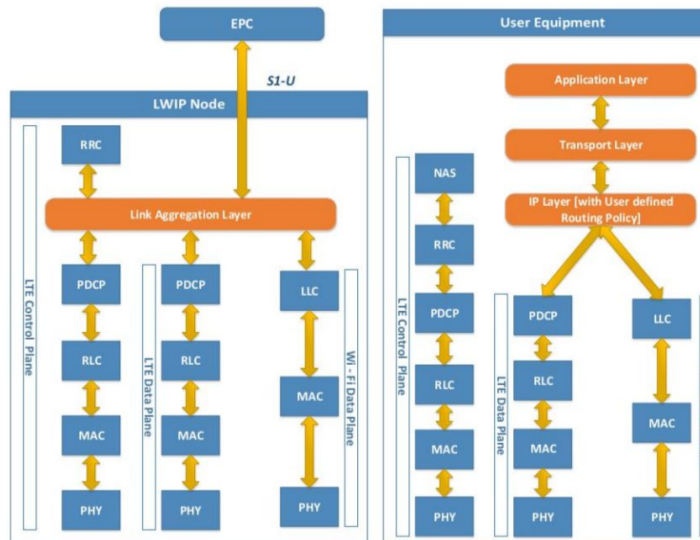 EPC
S1-U
LWIP Node
RRC
Link Aggregation Layer
LTE Control Plane
PDCP
RLC
MAC
PHY
LTE Data Plane
PDCP
RLC
MAC
PHY
LLC
MAC
PHY
Wi - Fi Data Plane
User Equipment
Application Layer
Transport Layer
IP Layer [with User defined
Routing Policy]
LTE Control Plane
NAS
RRC
PDCP
RLC
MAC
PHY
LTE Data Plane
PDCP
RLC
MAC
PHY
LLC
MAC
PHY